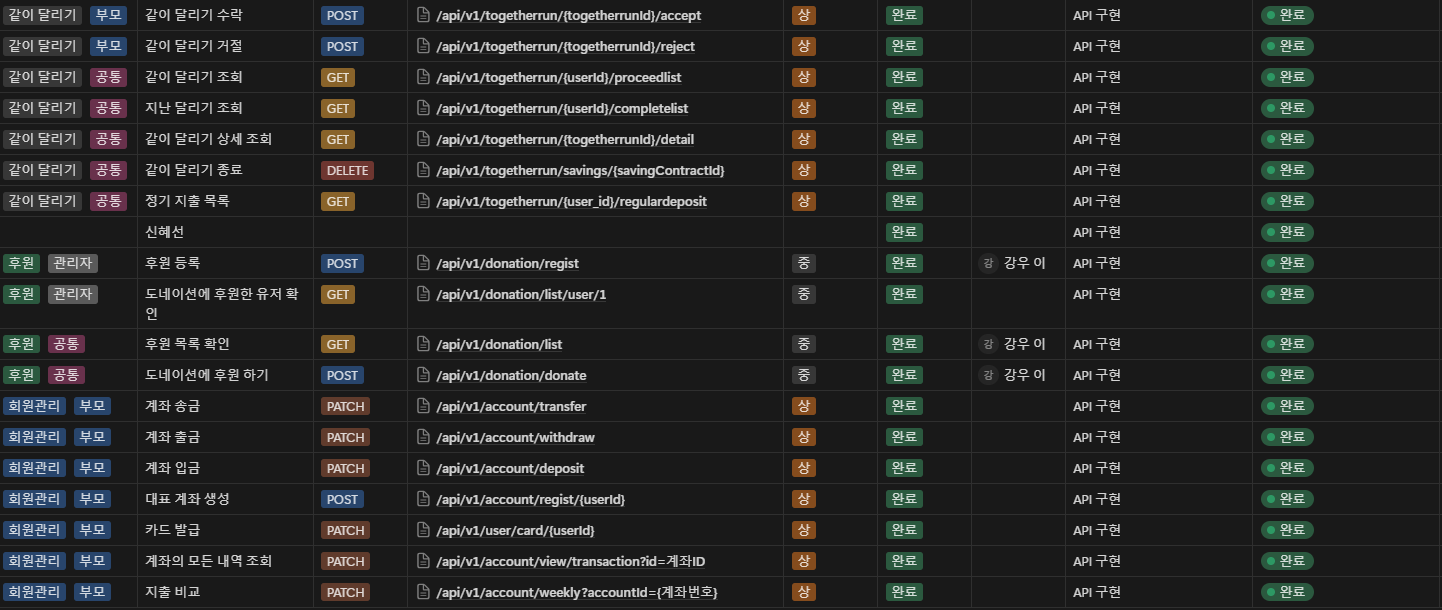 같이 달리기 부모 같이 달리기 수락 POST /api/v1/togetherrun/{togetherrunId}/accept 상 완료 API 구현 완료
같이 달리기 부모 같이 달리기 거절 POST /api/v1/togetherrun/{togetherrunId}/reject 상 완료 API 구현 완료
같이 달리기 공통 같이 달리기 조회 GET /api/v1/togetherrun/{userId}/proceedlist 상 완료 API 구현 완료
같이 달리기 공통 지난 달리기 조회 GET /api/v1/togetherrun/{userId}/completelist 상 완료 API 구현 완료
같이 달리기 공통 같이 달리기 상세 조회 GET /api/v1/togetherrun/{togetherrunId}/detail 상 완료 API 구현 완료
같이 달리기 공통 같이 달리기 종료 DELETE /api/v1/togetherrun/savings/{savingContractId} 상 완료 API 구현 완료
같이 달리기 공통 정기 지출 목록 GET /api/v1/togetherrun/{user_id}/regulardeposit 상 완료 API 구현 완료
신혜선 완료 API 구현 완료
후원 관리자 후원 등록 POST /api/v1/donation/regist 중 완료 강 강우 이 API 구현 완료
후원 관리자 도네이션에 후원한 유저 확 GET /api/v1/donation/list/user/1 중 완료 API 구현 완료
인
후원 공통 후원 목록 확인 GET /api/v1/donation/list 중 완료 강 강우 이 API 구현 완료
후원 공통 도네이션에 후원 하기 POST /api/v1/donation/donate 중 완료 강 강우 이 API 구현 완료
회원관리 부모 계좌 송금 PATCH /api/v1/account/transfer 상 완료 API 구현 완료
회원관리 부모 계좌 출금 PATCH /api/v1/account/withdraw 상 완료 API 구현 완료
회원관리 부모 계좌 입금 PATCH /api/v1/account/deposit 상 완료 API 구현 완료
회원관리 부모 대표 계좌 생성 POST /api/v1/account/regist/{userId} 상 완료 API 구현 완료
회원관리 부모 카드 발급 PATCH /api/v1/user/card/{userId} 상 완료 API 구현 완료
회원관리 부모 계좌의 모든 내역 조회 PATCH /api/v1/account/view/transaction?id=계좌ID 상 완료 API 구현 완료
회원관리 부모 지출 비교 PATCH /api/v1/account/weekly?accountId={계좌번호} 상 완료 API 구현 완료